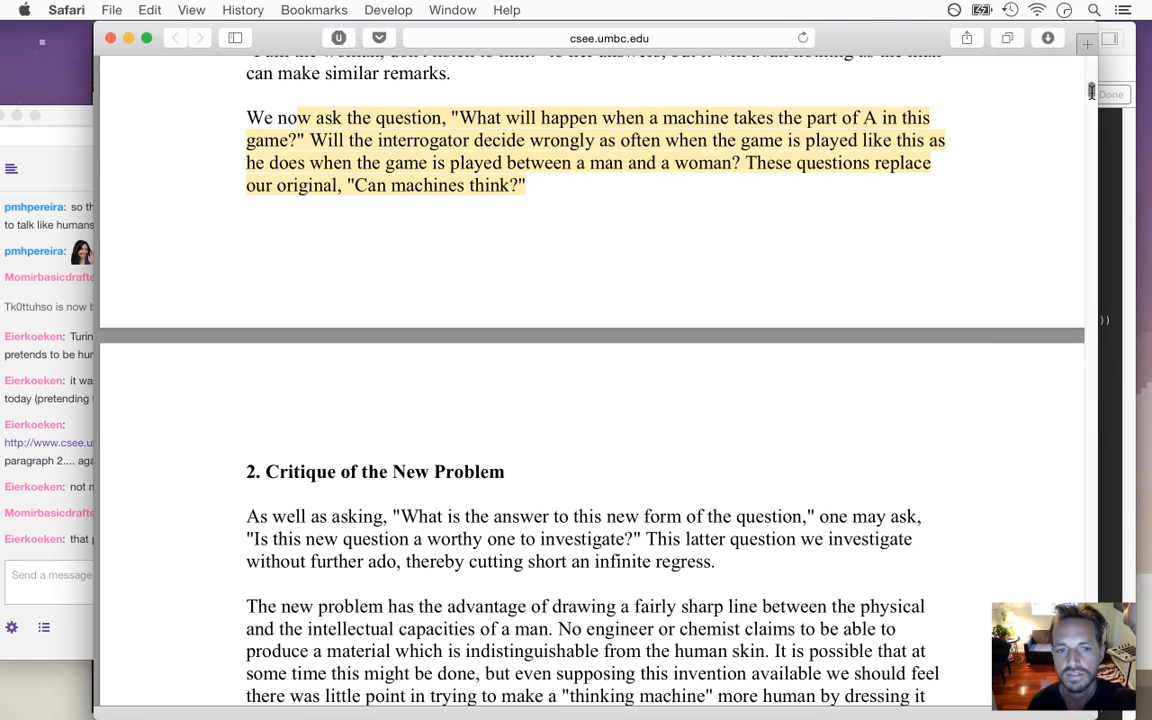 Safari File Edit View History Bookmarks Develop Window Help
csee.umbc.edu
Done
can make similar remarks.
We now ask the question, "What will happen when a machine takes the part of A in this
game?" Will the interrogator decide wrongly as often when the game is played like this as
he does when the game is played between a man and a woman? These questions replace
our original, "Can machines think?"
2. Critique of the New Problem
As well as asking, "What is the answer to this new form of the question," one may ask,
"Is this new question a worthy one to investigate?" This latter question we investigate
without further ado, thereby cutting short an infinite regress.
The new problem has the advantage of drawing a fairly sharp line between the physical
and the intellectual capacities of a man. No engineer or chemist claims to be able to
produce a material which is indistinguishable from the human skin. It is possible that at
some time this might be done, but even supposing this invention available we should feel
there was little point in trying to make a "thinking machine" more human by dressing it
pmhpereira: so th
to talk like humans
pmhpereira:
Momirbasicdrafte
Tk0ttuhso is now b
Eierkoeken: Turin
pretends to be hur
Eierkoeken: it wa
today (pretending
Eierkoeken:
http://www.csee.u
paragraph 2.... aga
Eierkoeken: not n
Momirbasicdrafte
Eierkoeken: that p
Send a message
))